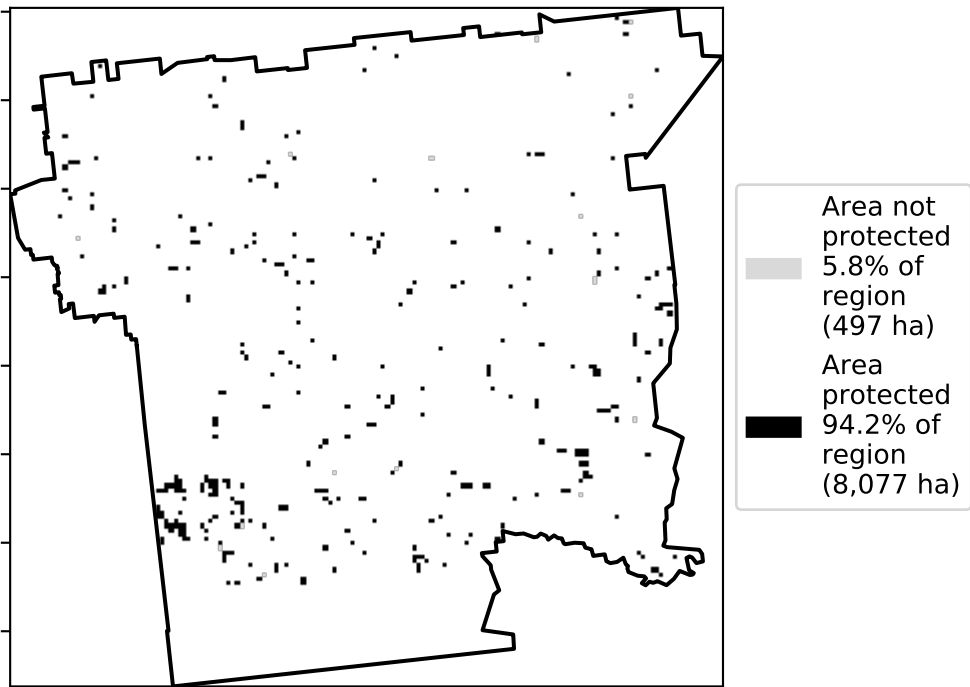 Area not
protected
5.8% of
region
(497 ha)
Area
protected
94.2% of
region
(8,077 ha)